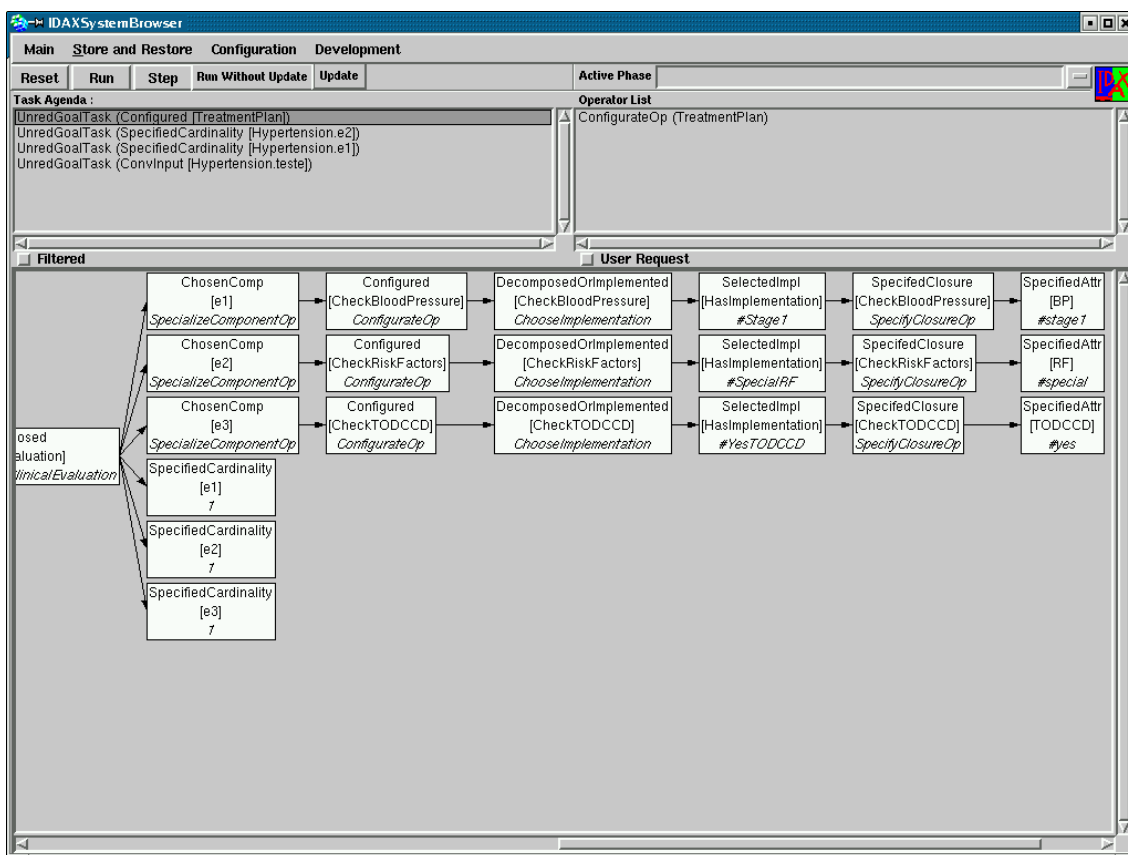 IDAXSystemBrowser
Main Store and Restore Configuration Development
Reset Run Step Run Without Update Update Active Phase
IDAX
Task Agenda : Operator List
UnredGoalTask (Configured [TreatmentPlan]) ConfigurateOp (TreatmentPlan)
UnredGoalTask (SpecifiedCardinality [Hypertension.e2])
UnredGoalTask (SpecifiedCardinality [Hypertension.e1])
UnredGoalTask (ConvInput [Hypertension.teste])
Filtered User Request
ChosenComp Configured DecomposedOrImplemented SelectedImpl SpecifedClosure SpecifiedAttr
[e1] [CheckBloodPressure] [CheckBloodPressure] [HasImplementation] [CheckBloodPressure] [BP]
SpecializeComponentOp ConfigurateOp ChooseImplementation #Stage1 SpecifyClosureOp #stage1
ChosenComp Configured DecomposedOrImplemented SelectedImpl SpecifedClosure SpecifiedAttr
[e2] [CheckRiskFactors] [CheckRiskFactors] [HasImplementation] [CheckRiskFactors] [RF]
SpecializeComponentOp ConfigurateOp ChooseImplementation #SpecialRF SpecifyClosureOp #special
ChosenComp Configured DecomposedOrImplemented SelectedImpl SpecifedClosure SpecifiedAttr
[e3] [CheckTODCCD] [CheckTODCCD] [HasImplementation] [CheckTODCCD] [TODCCD]
SpecializeComponentOp ConfigurateOp ChooseImplementation #YesTODCCD SpecifyClosureOp #yes
osed
aluation]
linicalEvaluation
SpecifiedCardinality
[e1]
1
SpecifiedCardinality
[e2]
1
SpecifiedCardinality
[e3]
1